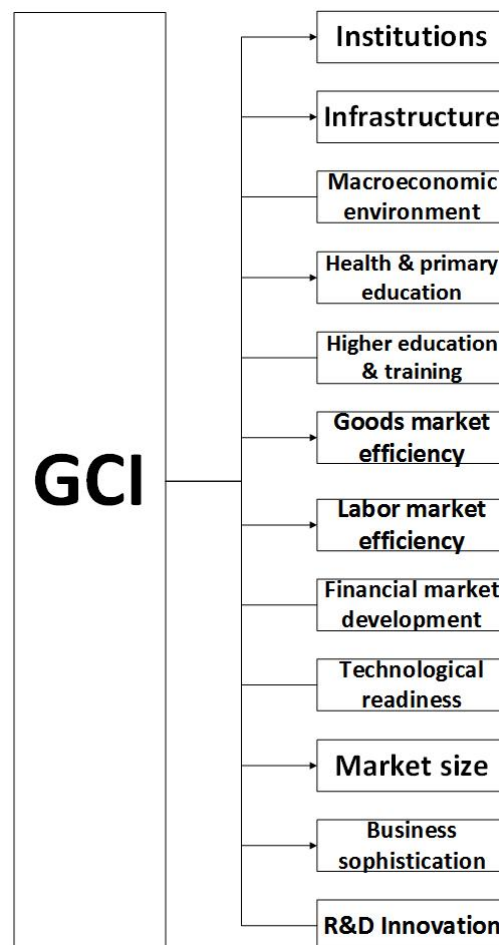 GCI
Institutions
Infrastructure
Macroeconomic
environment
Health & primary
education
Higher education
& training
Goods market
efficiency
Labor market
efficiency
Financial market
development
Technological
readiness
Market size
Business
sophistication
R&D Innovation